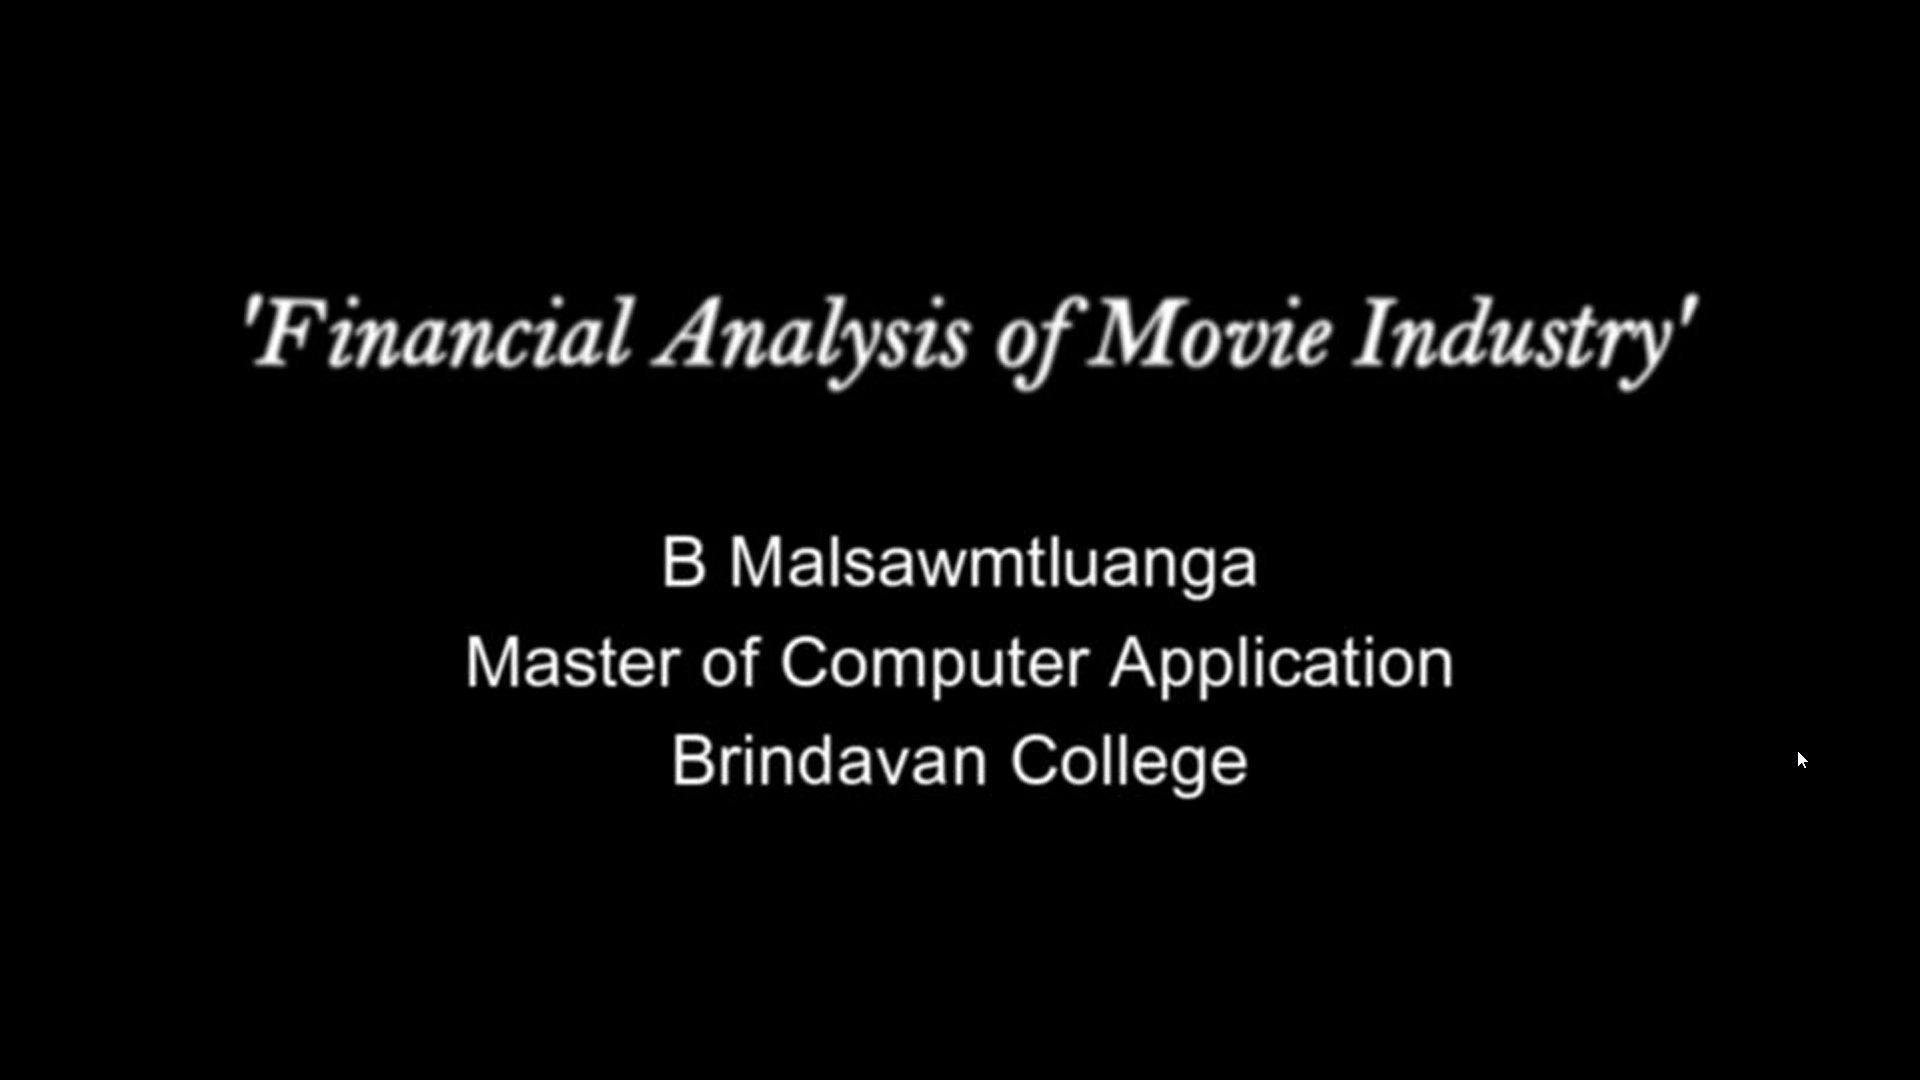 'Financial Analysis of Movie Industry'
B Malsawmtluanga
Master of Computer Application
Brindavan College